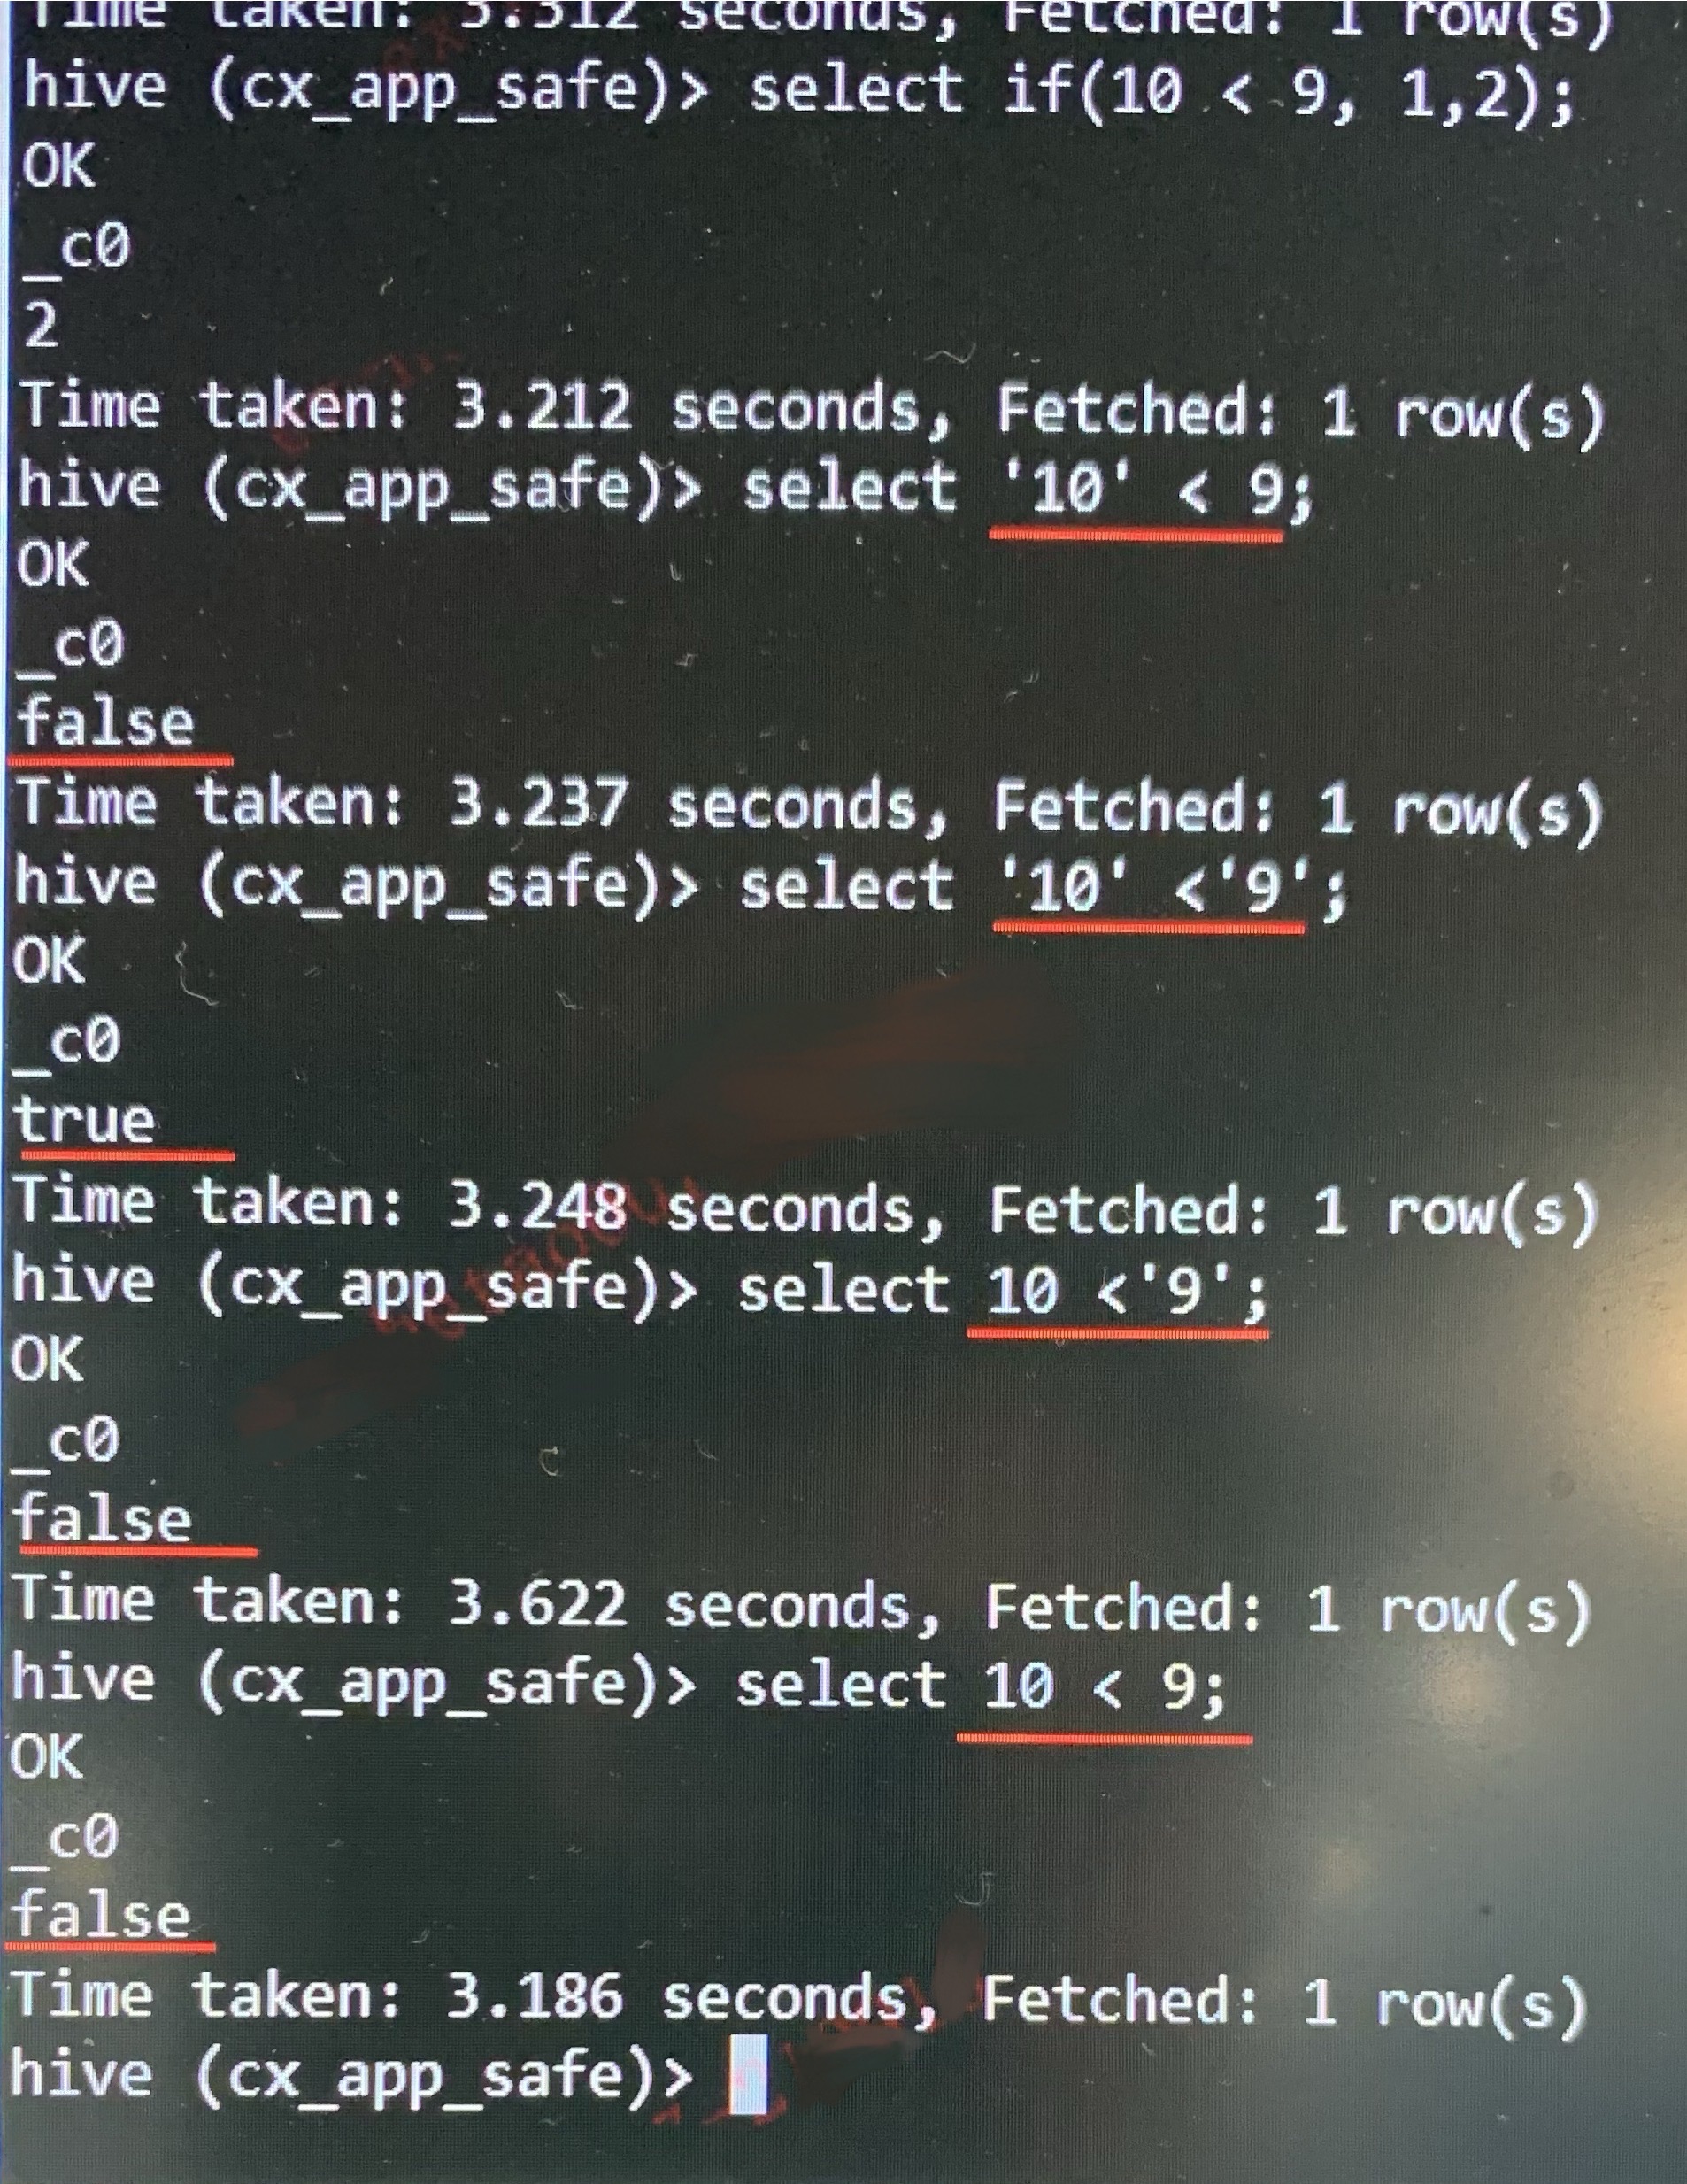 Time taken: 3.312 seconds, Fetched: 1 row(s)
hive (cx_app_safe)> select if(10 < 9, 1,2);
OK
_c0
2
Time taken: 3.212 seconds, Fetched: 1 row(s)
hive (cx_app_safe)> select '10' < 9;
OK
_c0
false
Time taken: 3.237 seconds, Fetched: 1 row(s)
hive (cx_app_safe)> select '10' <'9';
OK
_c0
true
Time taken: 3.248 seconds, Fetched: 1 row(s)
hive (cx_app_safe)> select 10 <'9';
OK
_c0
false
Time taken: 3.622 seconds, Fetched: 1 row(s)
hive (cx_app_safe)> select 10 < 9;
OK
_c0
false
Time taken: 3.186 seconds, Fetched: 1 row(s)
hive (cx_app_safe)>